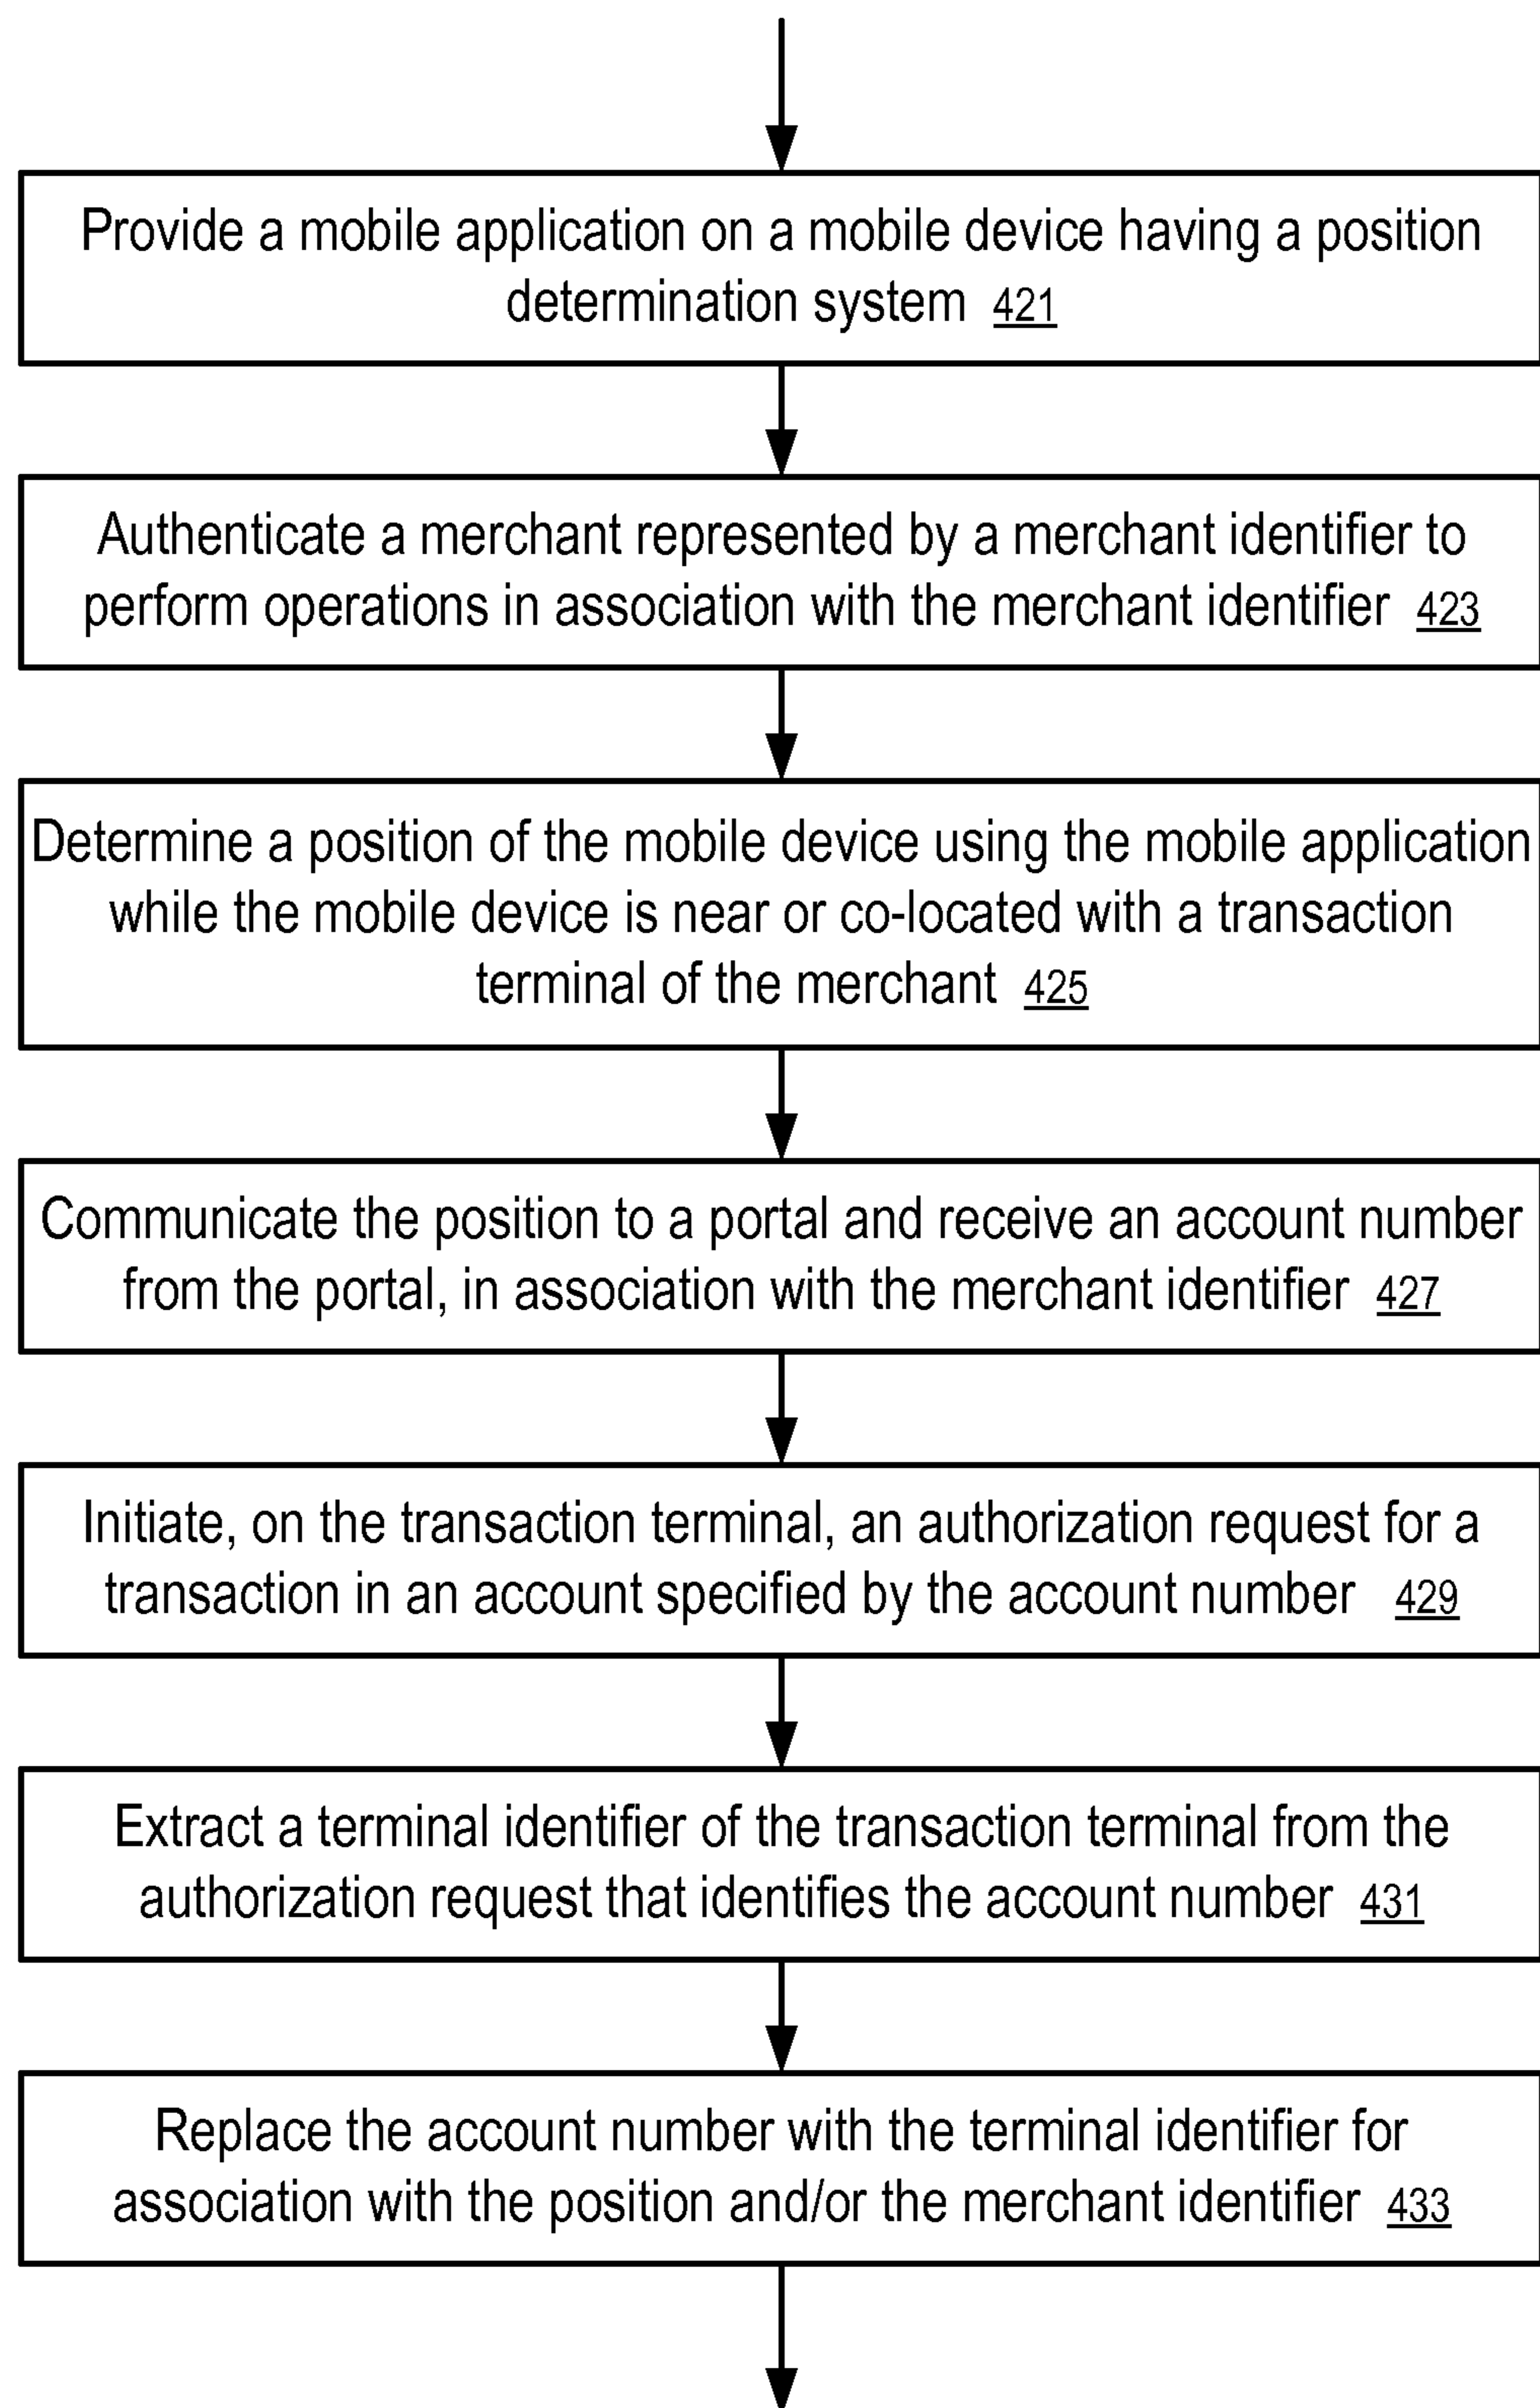 Provide a mobile application on a mobile device having a position
determination system 421
Authenticate a merchant represented by a merchant identifier to
perform operations in association with the merchant identifier 423
Determine a position of the mobile device using the mobile application
while the mobile device is near or co-located with a transaction
terminal of the merchant 425
Communicate the position to a portal and receive an account number
from the portal, in association with the merchant identifier 427
Initiate, on the transaction terminal, an authorization request for a
transaction in an account specified by the account number 429
Extract a terminal identifier of the transaction terminal from the
authorization request that identifies the account number 431
Replace the account number with the terminal identifier for
association with the position and/or the merchant identifier 433